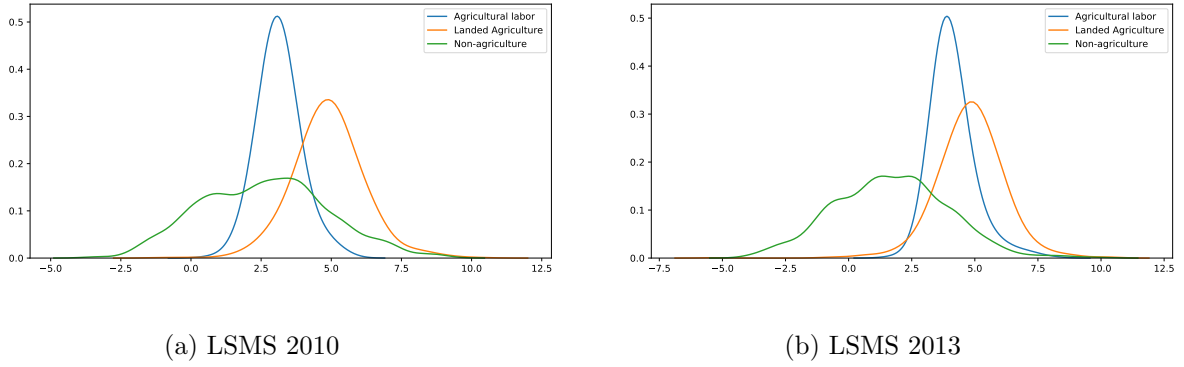 0.5
0.4
0.3
0.2
0.1
0.0
−5.0 −2.5 0.0 2.5 5.0 7.5 10.0 12.5
Agricultural labor
Landed Agriculture
Non-agriculture
(a) LSMS 2010
0.5
0.4
0.3
0.2
0.1
0.0
−7.5 −5.0 −2.5 0.0 2.5 5.0 7.5 10.0 12.5
Agricultural labor
Landed Agriculture
Non-agriculture
(b) LSMS 2013